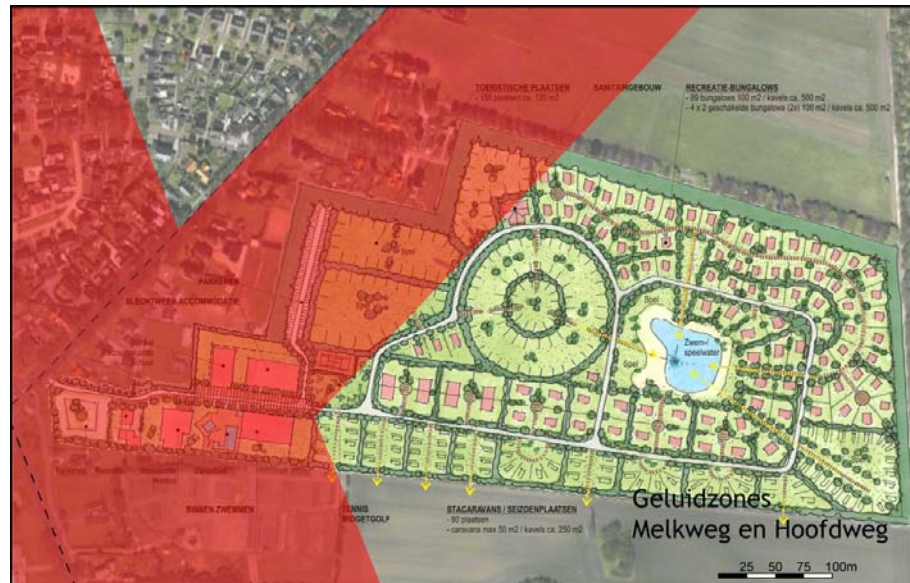 TOERISTISCHE PLAATSEN
- 150 plaatsen ca. 120 m2
SANITAIRGEBOUW
RECREATIE-BUNGALOWS
- 89 bungalows 100 m2 / kavels ca. 500 m2
- 4 x 2 geschakelde bungalows (2x) 100 m2 / kavels ca. 500 m2
PARKEREN
SLECHTWEER ACCOMMODATIE
Spel
Zwem-/
speelwater
BINNEN ZWEMMEN
TENNIS
MIDGETGOLF
STACARAVANS / SEIZOENPLAATSEN
- 80 plaatsen
- caravans max 50 m2 / kavels ca. 250 m2
Geluidzones
Melkweg en Hoofdweg
25 50 75 100m